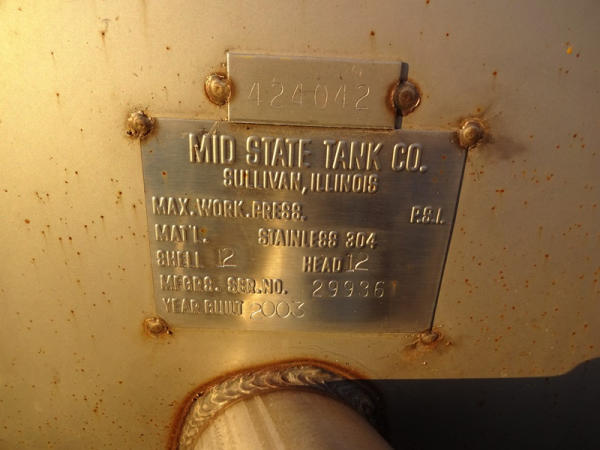 424042
MID STATE TANK CO.
SULLIVAN, ILLINOIS
MAX. WORK. PRESS. P.S.I.
MAT'L. STAINLESS 304
SHELL 12 HEAD 12
MFGRS. SER. NO. 29936
YEAR BUILT 2003